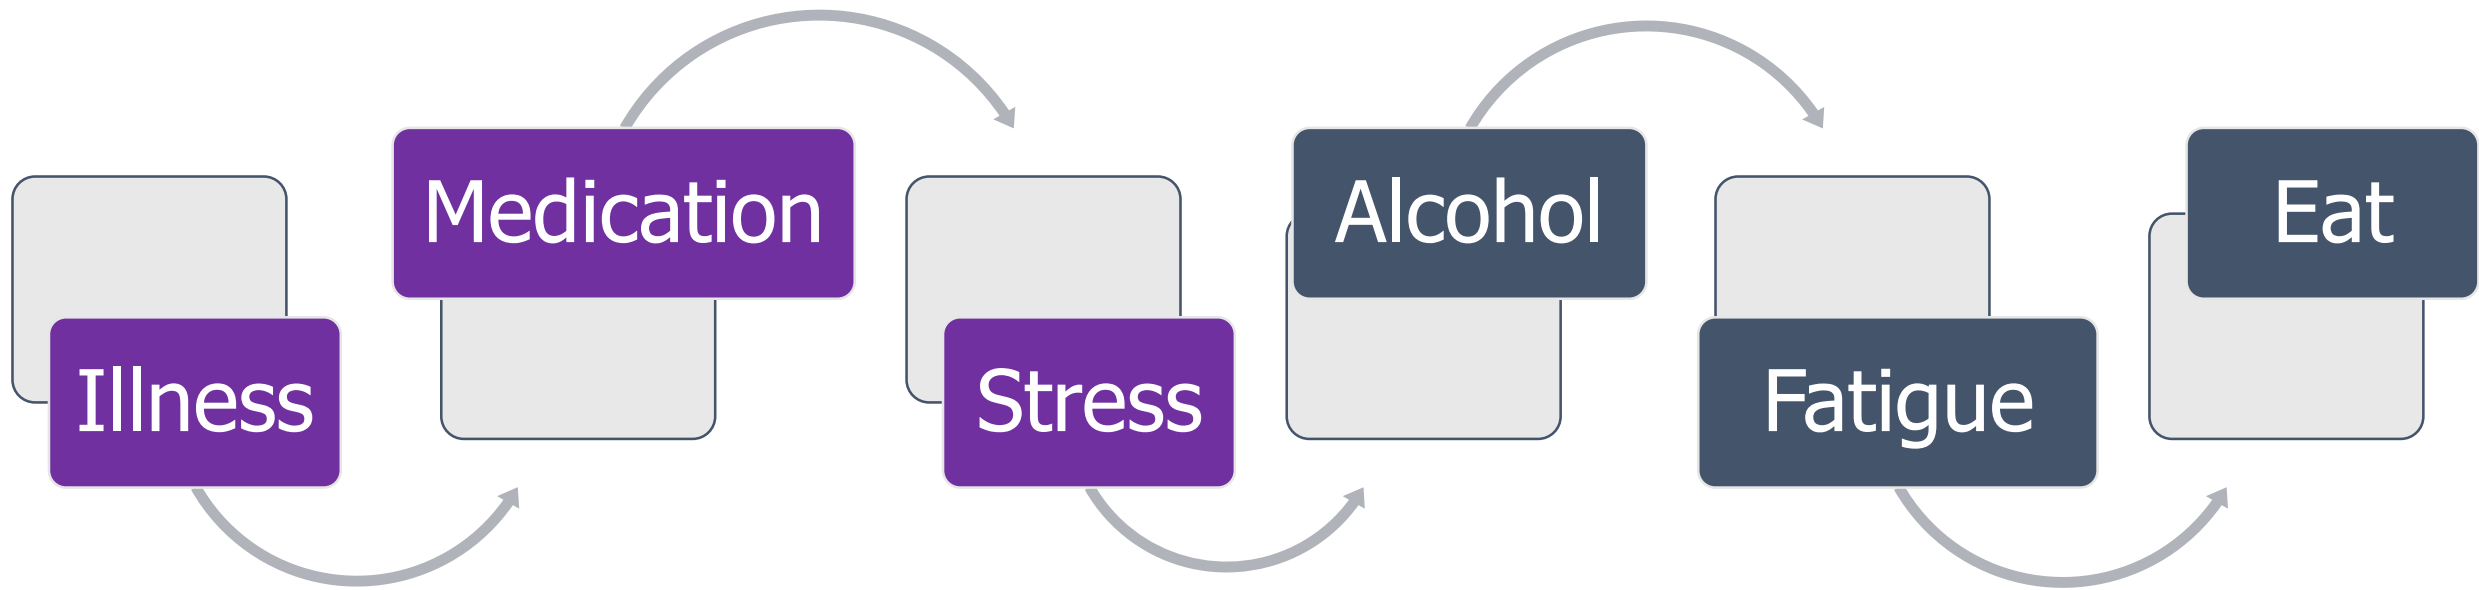 Illness
Medication
Stress
Alcohol
Fatigue
Eat